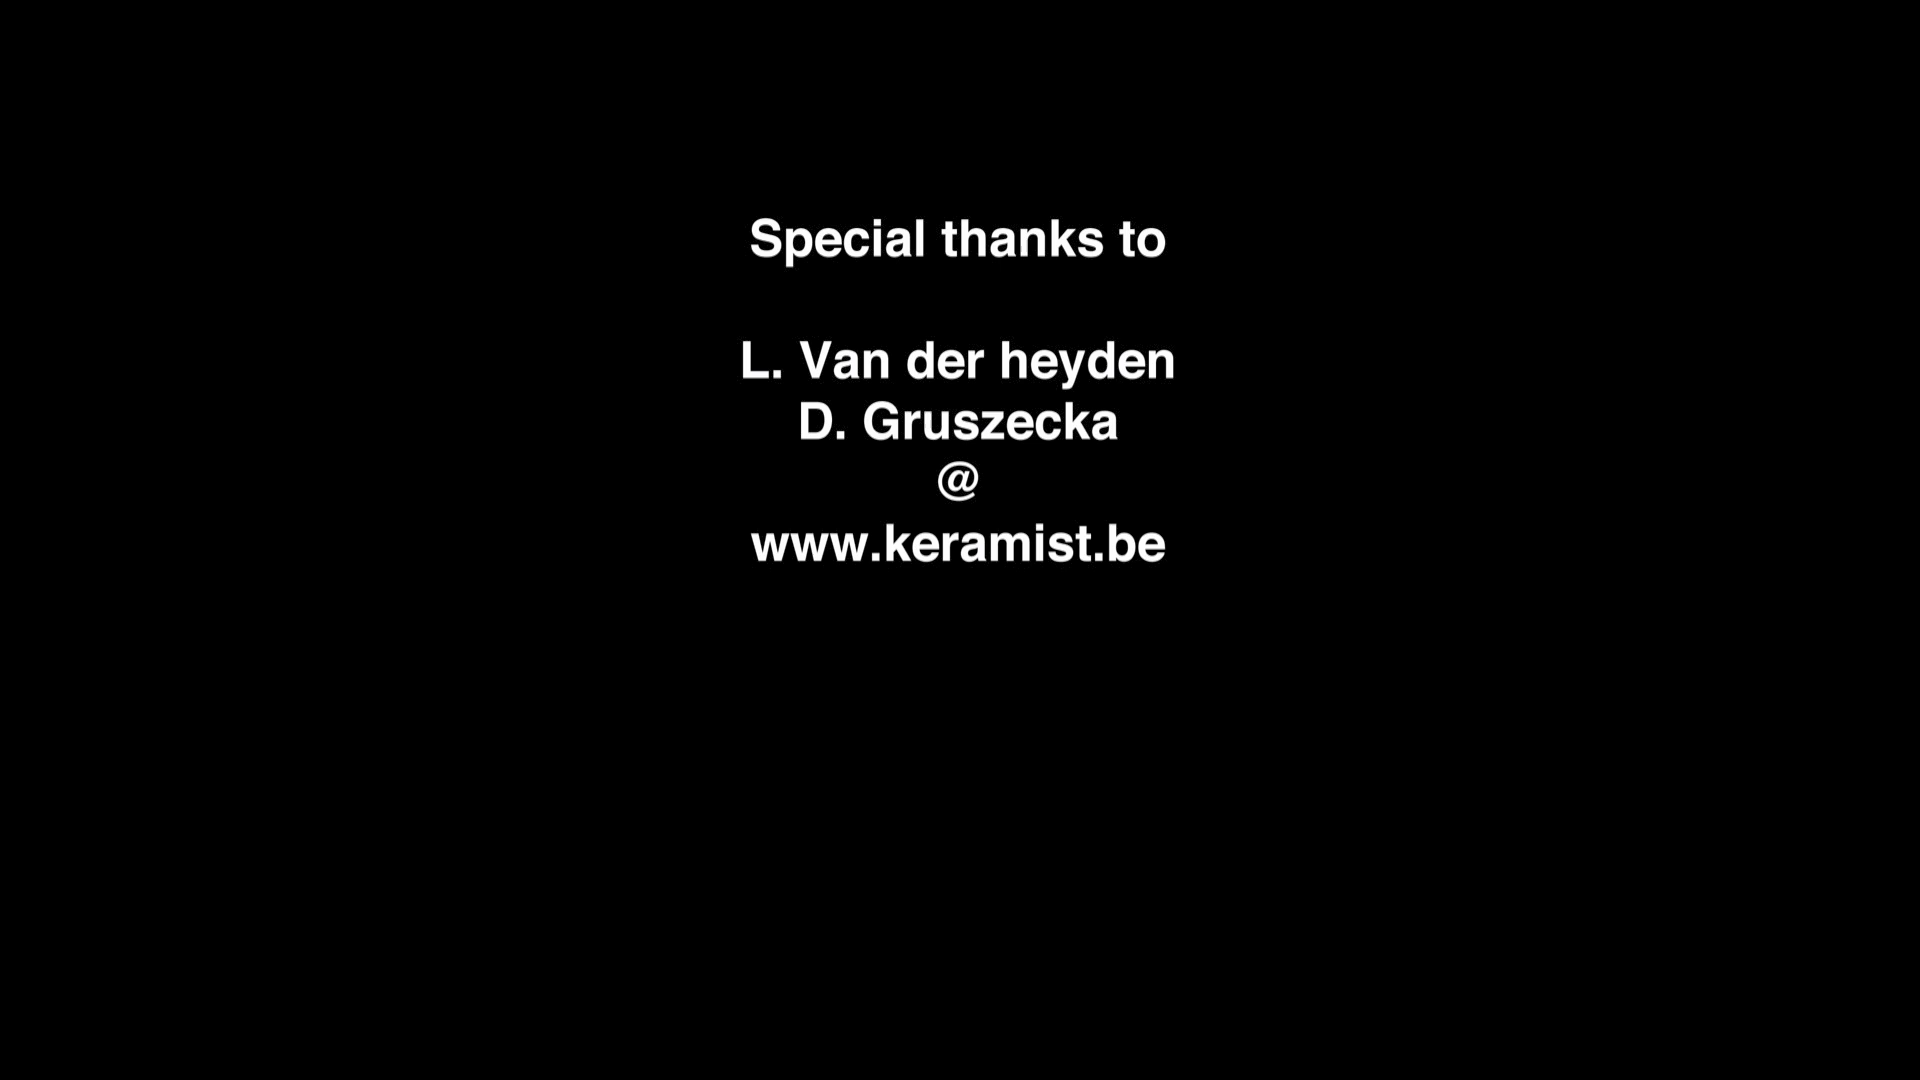 Special thanks to
L. Van der heyden
D. Gruszecka
@
www.keramist.be